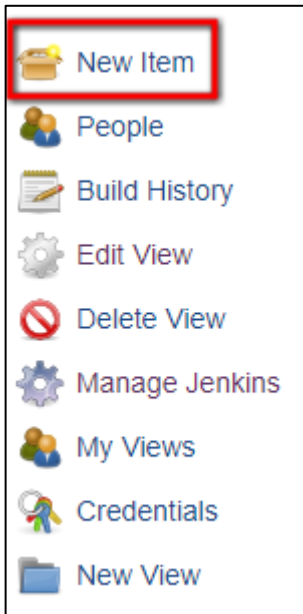 New Item
People
Build History
Edit View
Delete View
Manage Jenkins
My Views
Credentials
New View